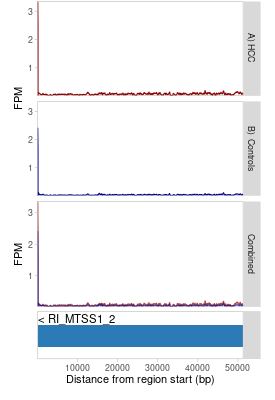 3
2
1
A) HCC
3
2
1
B) Controls
FPM
FPM
3
2
1
Combined
< RI_MTSS1_2
10000 20000 30000 40000 50000
Distance from region start (bp)